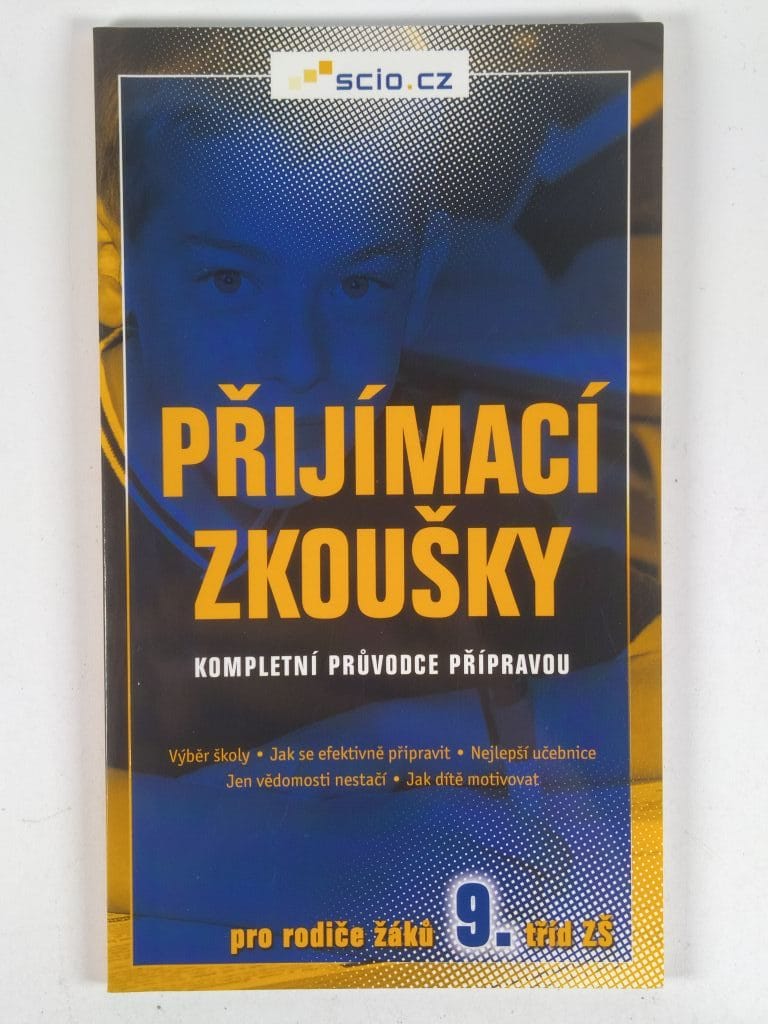 scio.cz
PŘIJÍMACÍ
ZKOUŠKY
KOMPLETNÍ PRŮVODCE PŘÍPRAVOU
Výběr školy • Jak se efektivně připravit • Nejlepší učebnice
Jen vědomosti nestačí • Jak dítě motivovat
pro rodiče žáků 9. tříd ZŠ